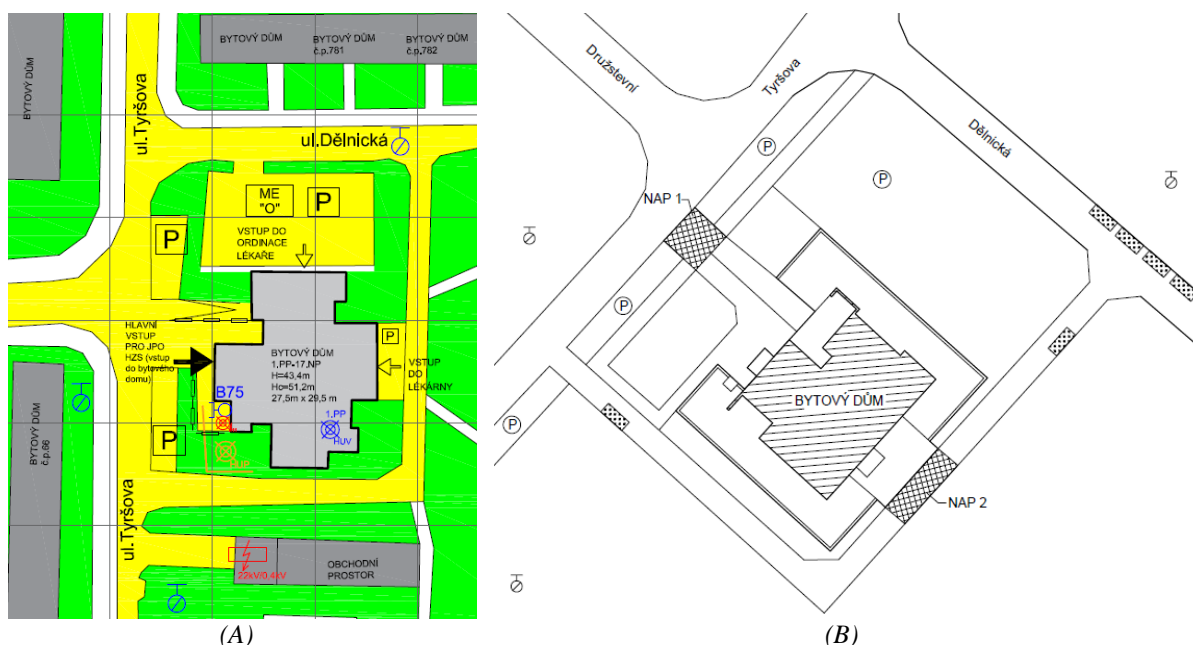 BYTOVÝ DŮM
BYTOVÝ DŮM
č.p.781
BYTOVÝ DŮM
č.p.782
BYTOVÝ DŮM
ul.Tyršova
ul.Dělnická
ME
"O"
P
P
VSTUP DO
ORDINACE
LÉKAŘE
HLAVNÍ
VSTUP
PRO JPO
HZS (vstup
do bytového
domu)
BYTOVÝ DŮM
1.PP-17.NP
H=43,4m
Ho=51,2m
27,5m x 29,5 m
P
VSTUP
DO
LÉKÁRNY
B75
1.PP
HUV
HUP
P
BYTOVÝ DŮM
č.p.66
ul.Tyršova
22kV/0,4kV
OBCHODNÍ
PROSTOR
(A)
Družstevní
Tyršova
Dělnická
P
P
NAP 1
P
P
BYTOVÝ DŮM
NAP 2
(B)